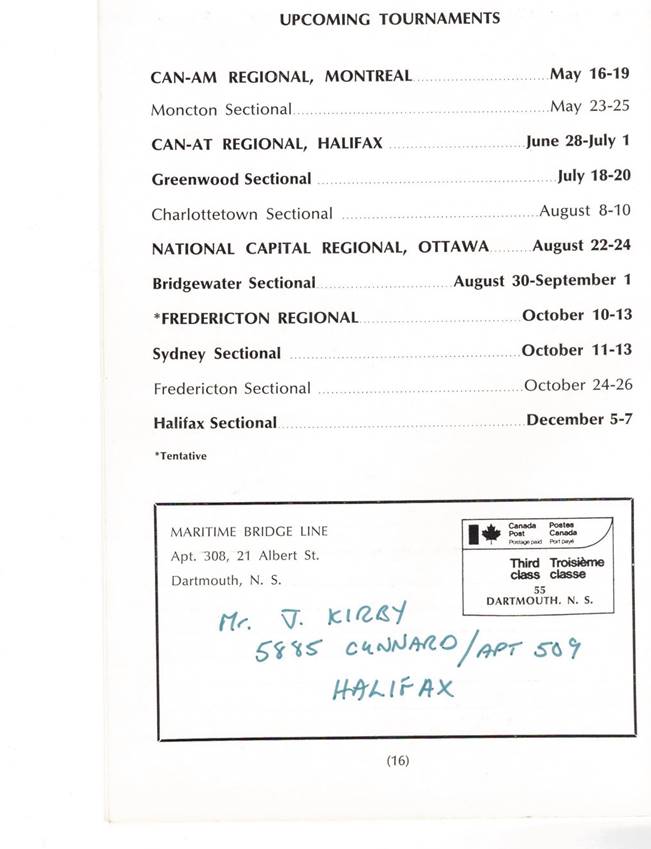 UPCOMING TOURNAMENTS
CAN-AM REGIONAL, MONTREAL.......................May 16-19
Moncton Sectional.......................May 23-25
CAN-AT REGIONAL, HALIFAX .......................June 28-July 1
Greenwood Sectional .......................July 18-20
Charlottetown Sectional .......................August 8-10
NATIONAL CAPITAL REGIONAL, OTTAWA..........August 22-24
Bridgewater Sectional.......................August 30-September 1
*FREDERICTON REGIONAL.......................October 10-13
Sydney Sectional .......................October 11-13
Fredericton Sectional .......................October 24-26
Halifax Sectional.......................December 5-7
*Tentative
MARITIME BRIDGE LINE
Apt. 308, 21 Albert St.
Dartmouth, N. S.
Canada Postes
Post Canada
Postage paid Port payé
Third Troisième
class classe
55
DARTMOUTH, N. S.
Mr. J. KIRBY
5885 CUNNARD/APT 509
HALIFAX
(16)